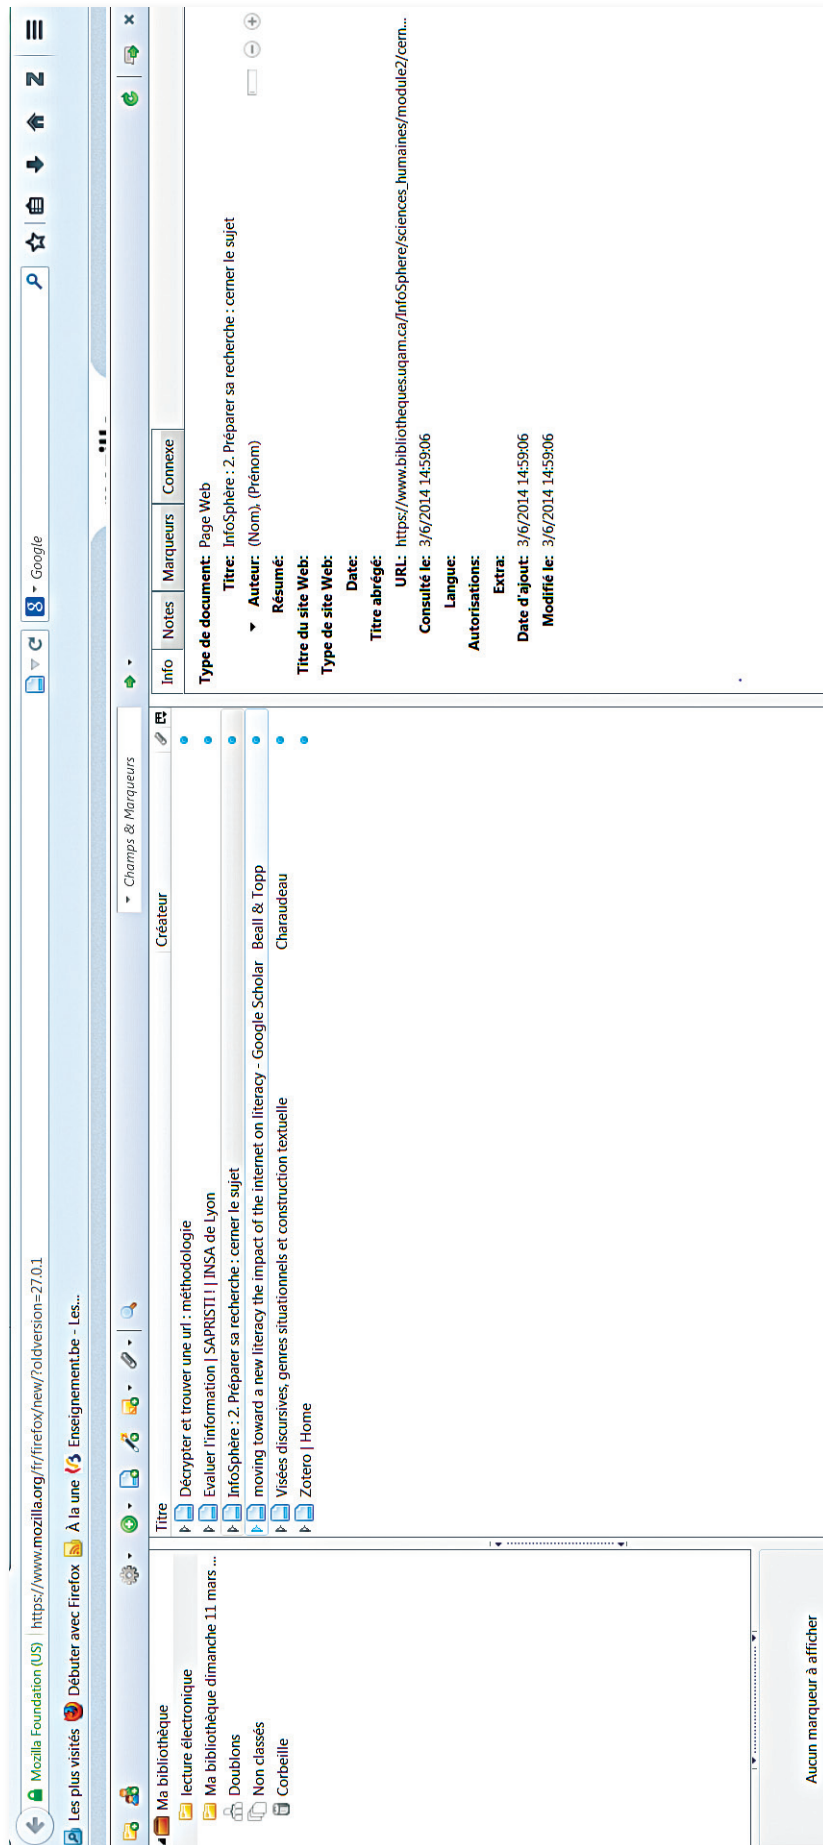 Mozilla Foundation (US) https://www.mozilla.org/fr/firefox/new/?oldversion=27.0.1
8 Google
Z
Les plus visités Débuter avec Firefox À la une Enseignement.be - Les...
Champs & Marqueurs
Ma bibliothèque
lecture électronique
Ma bibliothèque dimanche 11 mars ...
Doublons
Non classés
Corbeille
Aucun marqueur à afficher
Titre Créateur
Décrypter et trouver une url : méthodologie
Evaluer l'information | SAPRISTI ! | INSA de Lyon
InfoSphère : 2. Préparer sa recherche : cerner le sujet
moving toward a new literacy the impact of the internet on literacy - Google Scholar Beall & Topp
Visées discursives, genres situationnels et construction textuelle Charaudeau
Zotero | Home
Info Notes Marqueurs Connexe
Type de document: Page Web
Titre: InfoSphère : 2. Préparer sa recherche : cerner le sujet
Auteur: (Nom), (Prénom)
Résumé:
Titre du site Web:
Type de site Web:
Date:
Titre abrégé:
URL: https://www.bibliotheques.uqam.ca/InfoSphere/sciences_humaines/module2/cern...
Consulté le: 3/6/2014 14:59:06
Langue:
Autorisations:
Extra:
Date d'ajout: 3/6/2014 14:59:06
Modifié le: 3/6/2014 14:59:06